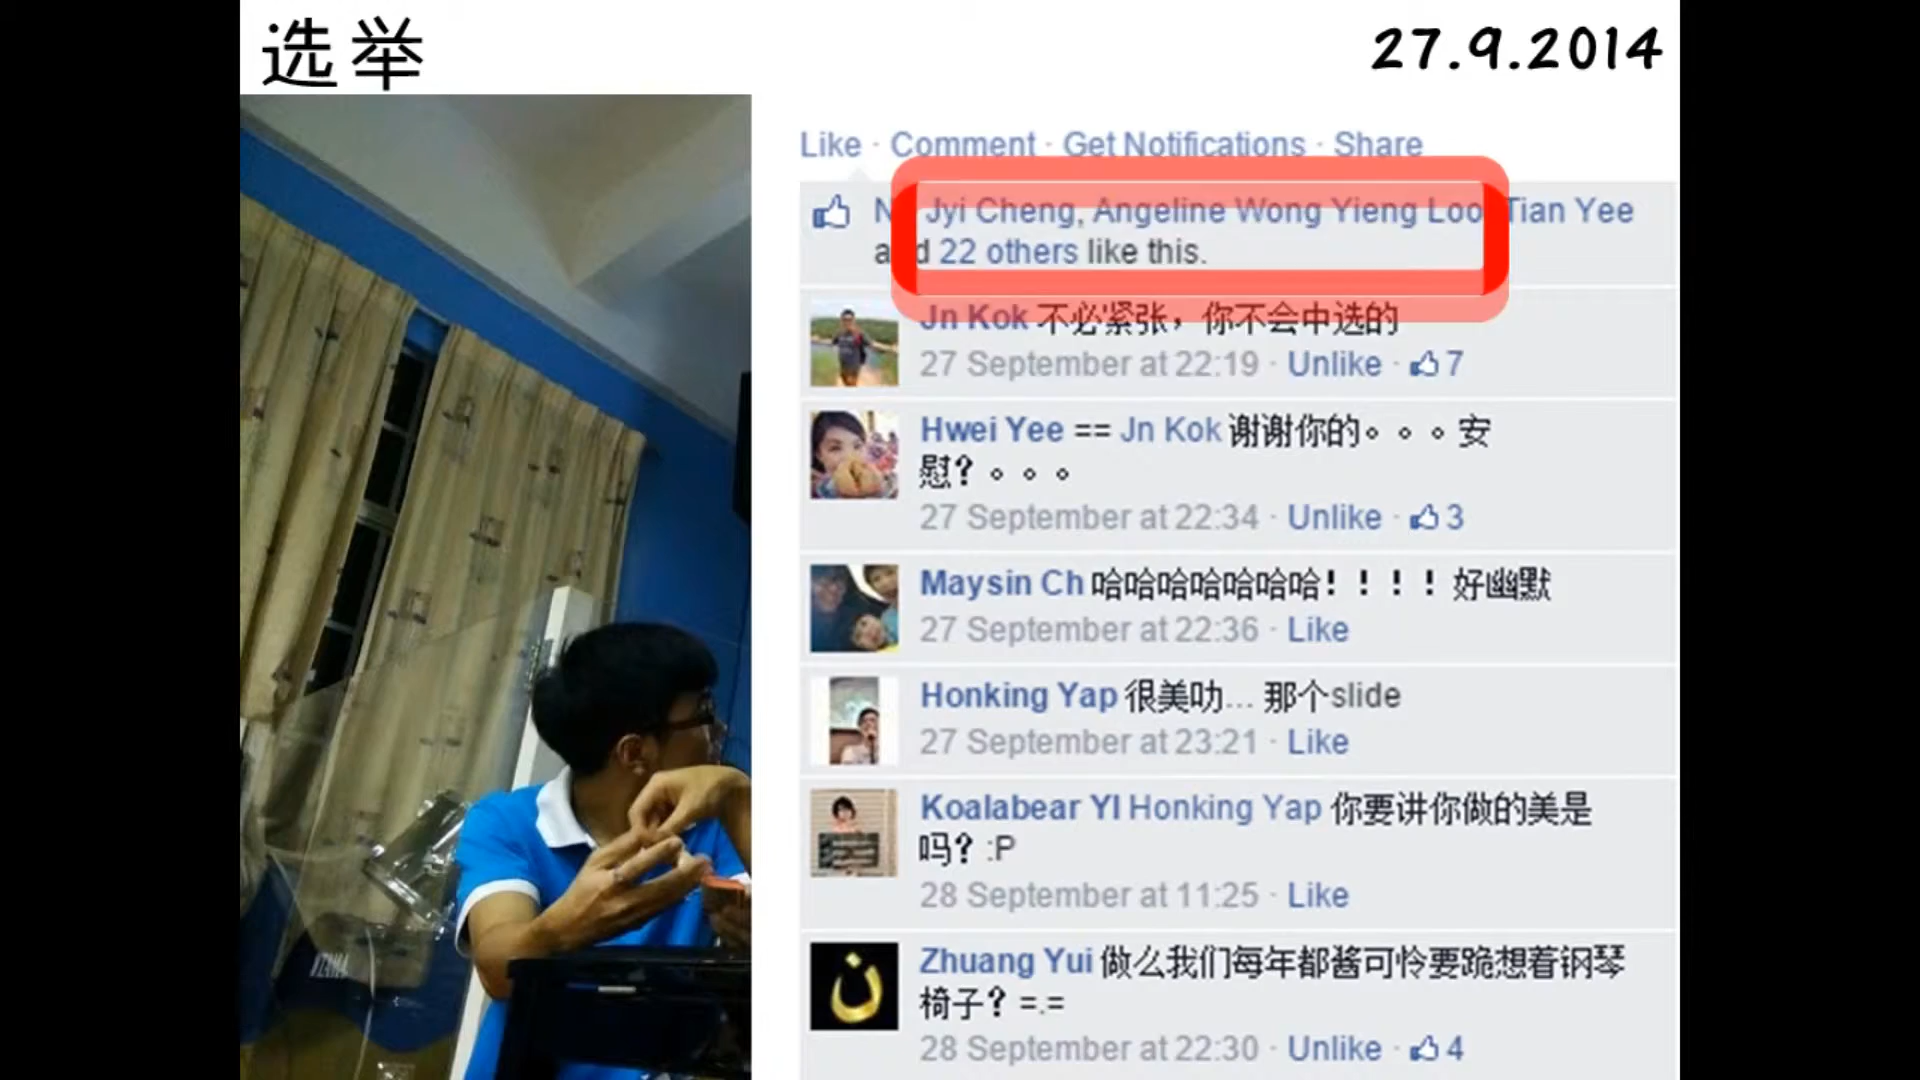 选举
27.9.2014
Like · Comment · Get Notifications · Share
Jyi Cheng, Angeline Wong Yieng Loo Tian Yee
22 others like this.
Jn Kok 不必紧张，你不会中选的
27 September at 22:19 · Unlike · 7
Hwei Yee == Jn Kok 谢谢你的。。。安
慰？。。。
27 September at 22:34 · Unlike · 3
Maysin Ch 哈哈哈哈哈哈哈！！！！好幽默
27 September at 22:36 · Like
Honking Yap 很美叻... 那个slide
27 September at 23:21 · Like
Koalabear YI Honking Yap 你要讲你做的美是
吗？:P
28 September at 11:25 · Like
Zhuang Yui 做么我们每年都酱可怜要跪想着钢琴
椅子？=.=
28 September at 22:30 · Unlike · 4